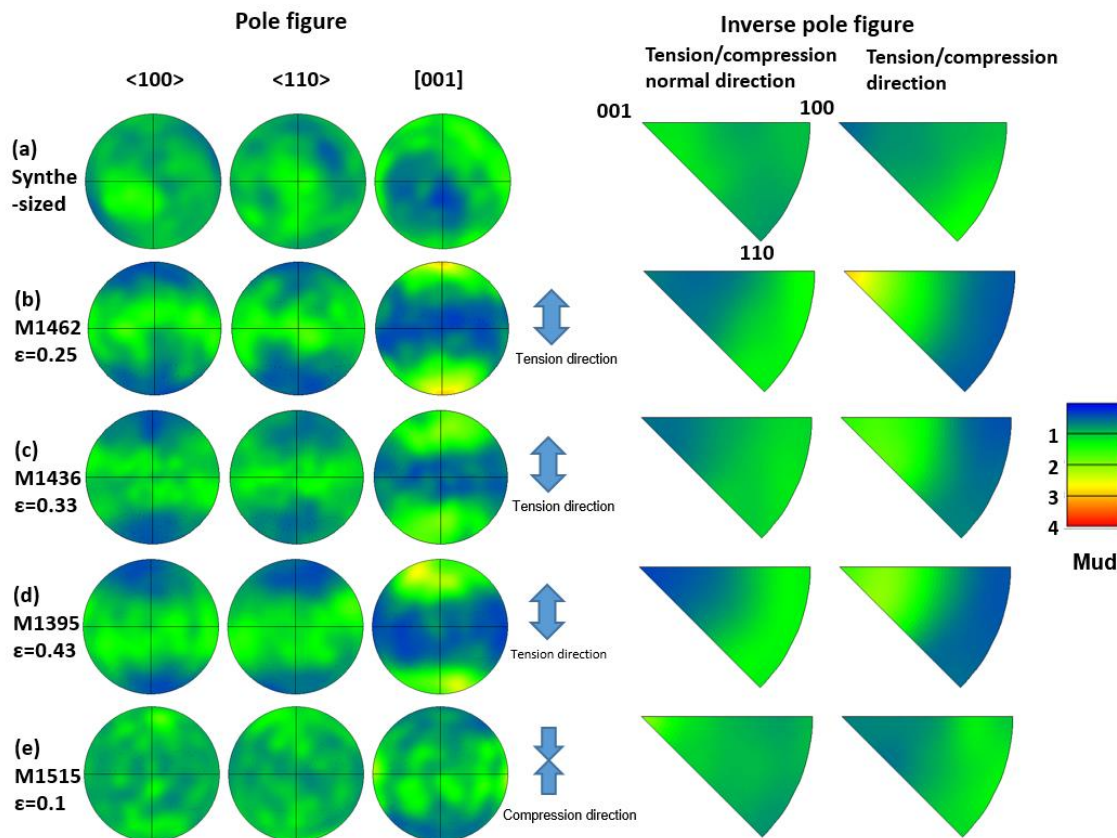 Pole figure
Inverse pole figure
<100>
<110>
[001]
Tension/compression
normal direction
Tension/compression
direction
001
100
110
(a)
Synthe
-sized
(b)
M1462
ε=0.25
Tension direction
(c)
M1436
ε=0.33
Tension direction
(d)
M1395
ε=0.43
Tension direction
(e)
M1515
ε=0.1
Compression direction
1
2
3
4
Mud